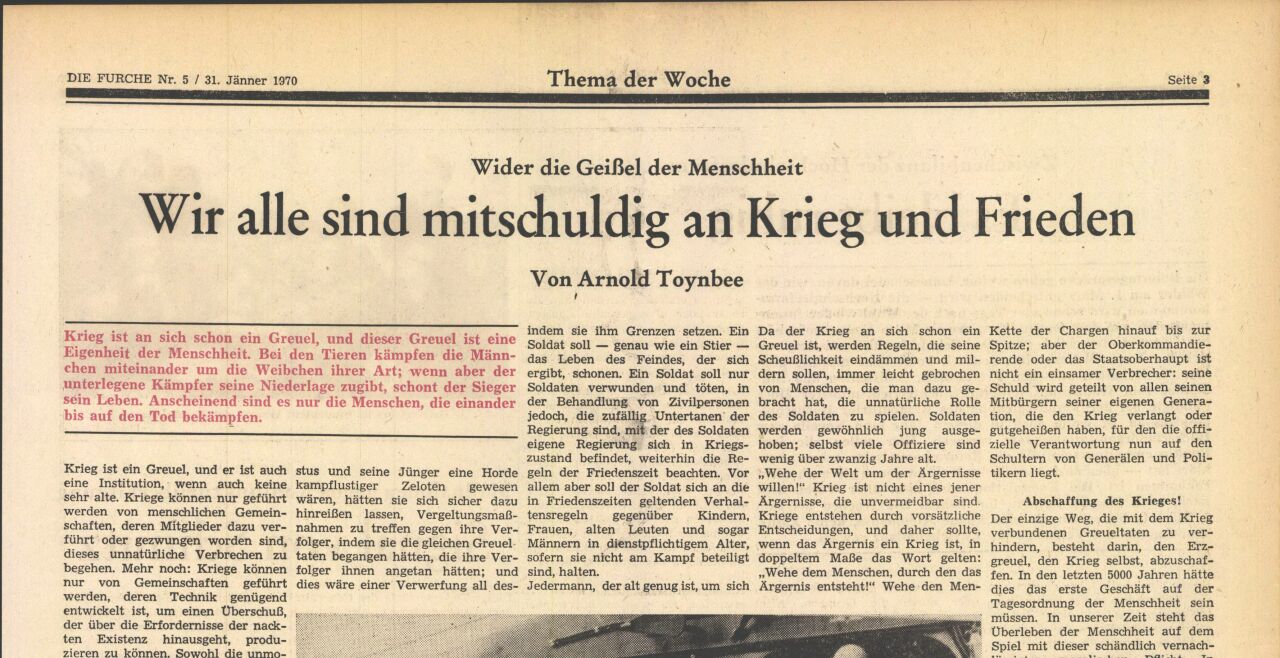 DIE FURCHE Nr. 5 / 31. Jänner 1970
Thema der Woche
Seite 3
Wider die Geißel der Menschheit
Wir alle sind mitschuldig an Krieg und Frieden
Von Arnold Toynbee
Krieg ist an sich schon ein Greuel, und dieser Greuel ist eine
Eigenheit der Menschheit. Bei den Tieren kämpfen die Männ-
chen miteinander um die Weibchen ihrer Art; wenn aber der
unterlegene Kämpfer seine Niederlage zugibt, schont der Sieger
sein Leben. Anscheinend sind es nur die Menschen, die einander
bis auf den Tod bekämpfen.
Krieg ist ein Greuel, und er ist auch
eine Institution, wenn auch keine
sehr alte. Kriege können nur geführt
werden von menschlichen Gemein-
schaften, deren Mitglieder dazu ver-
führt oder gezwungen worden sind,
dieses unnatürliche Verbrechen zu
begehen. Mehr noch: Kriege können
nur von Gemeinschaften geführt
werden, deren Technik genügend
entwickelt ist, um einen Überschuß,
der über die Erfordernisse der nack-
ten Existenz hinausgeht, produ-
zieren zu können. Sowohl die unmo-
stus und seine Jünger eine Horde
kampflustiger Zeloten gewesen
wären, hätten sie sich sicher dazu
hinreißen lassen, Vergeltungsmaß-
nahmen zu treffen gegen ihre Ver-
folger, indem sie die gleichen Greuel-
taten begangen hätten, die ihre Ver-
folger ihnen angetan hätten; und
dies wäre einer Verwerfung all des-
indem sie ihm Grenzen setzen. Ein
Soldat soll — genau wie ein Stier —
das Leben des Feindes, der sich
ergibt, schonen. Ein Soldat soll nur
Soldaten verwunden und töten, in
der Behandlung von Zivilpersonen
jedoch, die zufällig Untertanen der
Regierung sind, mit der des Soldaten
eigene Regierung sich in Kriegs-
zustand befindet, weiterhin die Re-
geln der Friedenszeit beachten. Vor
allem aber soll der Soldat sich an die
in Friedenszeiten geltenden Verhal-
tensregeln gegenüber Kindern,
Frauen, alten Leuten und sogar
Männern in dienstpflichtigem Alter,
sofern sie nicht am Kampf beteiligt
sind, halten.
Jedermann, der alt genug ist, um sich
Da der Krieg an sich schon ein
Greuel ist, werden Regeln, die seine
Scheußlichkeit eindämmen und mil-
dern sollen, immer leicht gebrochen
von Menschen, die man dazu ge-
bracht hat, die unnatürliche Rolle
des Soldaten zu spielen. Soldaten
werden gewöhnlich jung ausge-
hoben; selbst viele Offiziere sind
wenig über zwanzig Jahre alt.
„Wehe der Welt um der Ärgernisse
willen!“ Krieg ist nicht eines jener
Ärgernisse, die unvermeidbar sind.
Kriege entstehen durch vorsätzliche
Entscheidungen, und daher sollte,
wenn das Ärgernis ein Krieg ist, in
doppeltem Maße das Wort gelten:
„Wehe dem Menschen, durch den das
Ärgernis entsteht!“ Wehe den Men-
Kette der Chargen hinauf bis zur
Spitze; aber der Oberkommandie-
rende oder das Staatsoberhaupt ist
nicht ein einsamer Verbrecher: seine
Schuld wird geteilt von allen seinen
Mitbürgern seiner eigenen Genera-
tion, die den Krieg verlangt oder
gutgeheißen haben, für den die offi-
zielle Verantwortung nun auf den
Schultern von Generälen und Poli-
tikern liegt.
Abschaffung des Krieges!
Der einzige Weg, die mit dem Krieg
verbundenen Greueltaten zu ver-
hindern, besteht darin, den Erz-
greuel, den Krieg selbst, abzuschaf-
fen. In den letzten 5000 Jahren hätte
dies das erste Geschäft auf der
Tagesordnung der Menschheit sein
müssen. In unserer Zeit steht das
Überleben der Menschheit auf dem
Spiel mit dieser schändlich vernach-